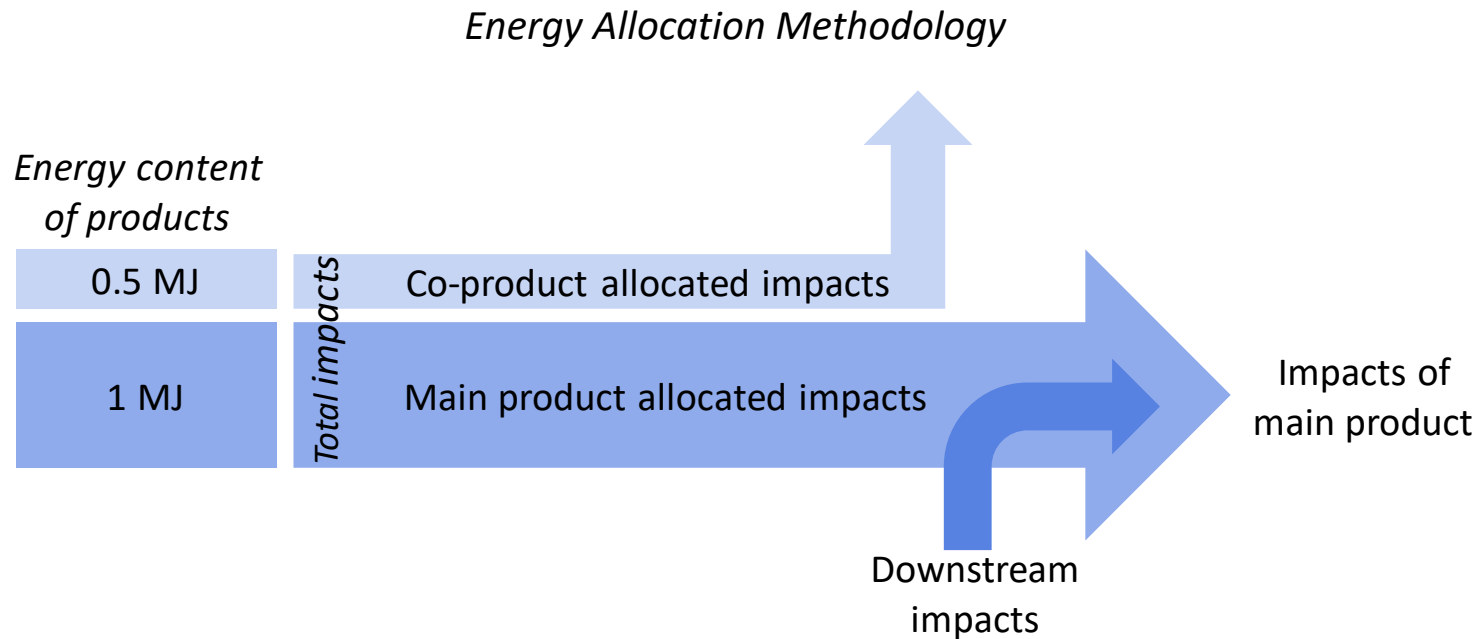 Energy Allocation Methodology
Energy content
of products
0.5 MJ
1 MJ
Total impacts
Co-product allocated impacts
Main product allocated impacts
Impacts of
main product
Downstream
impacts